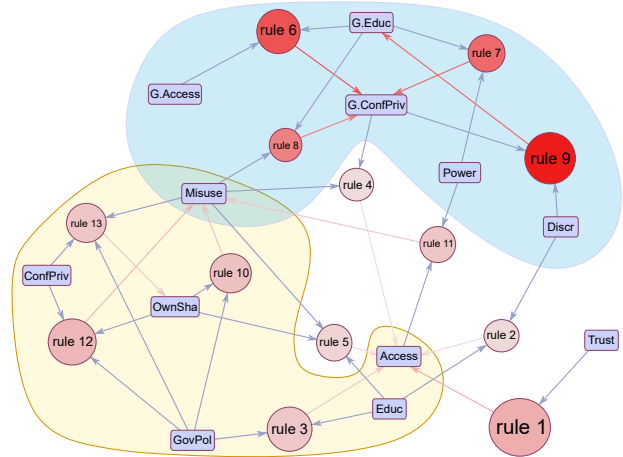 G.Educ
rule 6
rule 7
G.Access
G.ConfPriv
rule 8
rule 9
Power
rule 4
Misuse
rule 13
Discr
rule 11
ConfPriv
rule 10
OwnSha
rule 12
rule 5
rule 2
Trust
Access
Educ
rule 3
rule 1
GovPol